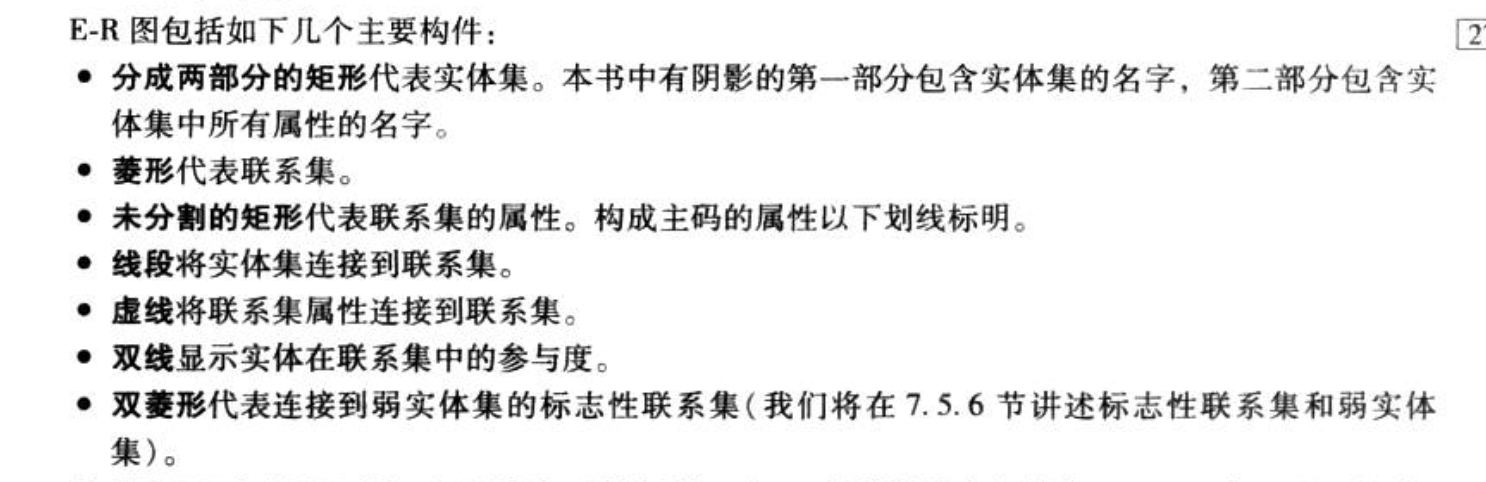 E-R 图包括如下几个主要构件：
● 分成两部分的矩形代表实体集。本书中有阴影的第一部分包含实体集的名字，第二部分包含实
体集中所有属性的名字。
● 菱形代表联系集。
● 未分割的矩形代表联系集的属性。构成主码的属性以下划线标明。
● 线段将实体集连接到联系集。
● 虚线将联系集属性连接到联系集。
● 双线显示实体在联系集中的参与度。
● 双菱形代表连接到弱实体集的标志性联系集(我们将在 7.5.6 节讲述标志性联系集和弱实体
集)。